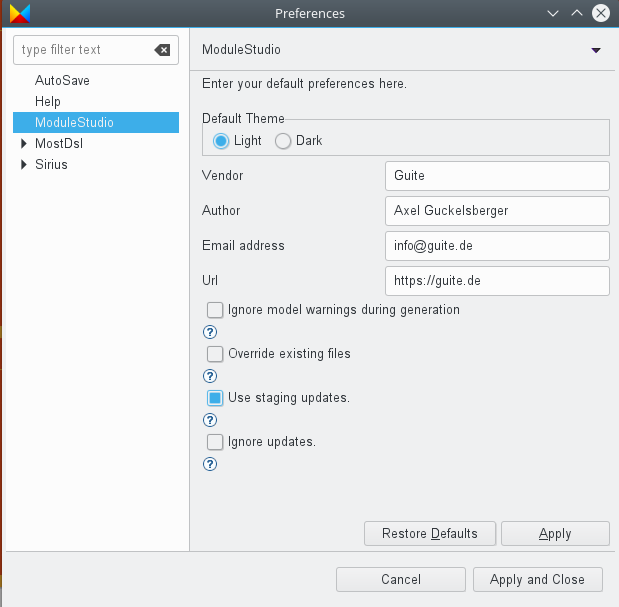 Preferences
type filter text
AutoSave
Help
ModuleStudio
MostDsl
Sirius
ModuleStudio
Enter your default preferences here.
Default Theme
Light Dark
Vendor Guite
Author Axel Guckelsberger
Email address info@guite.de
Url https://guite.de
Ignore model warnings during generation
?
Override existing files
?
Use staging updates.
?
Ignore updates.
?
Restore Defaults Apply
Cancel Apply and Close